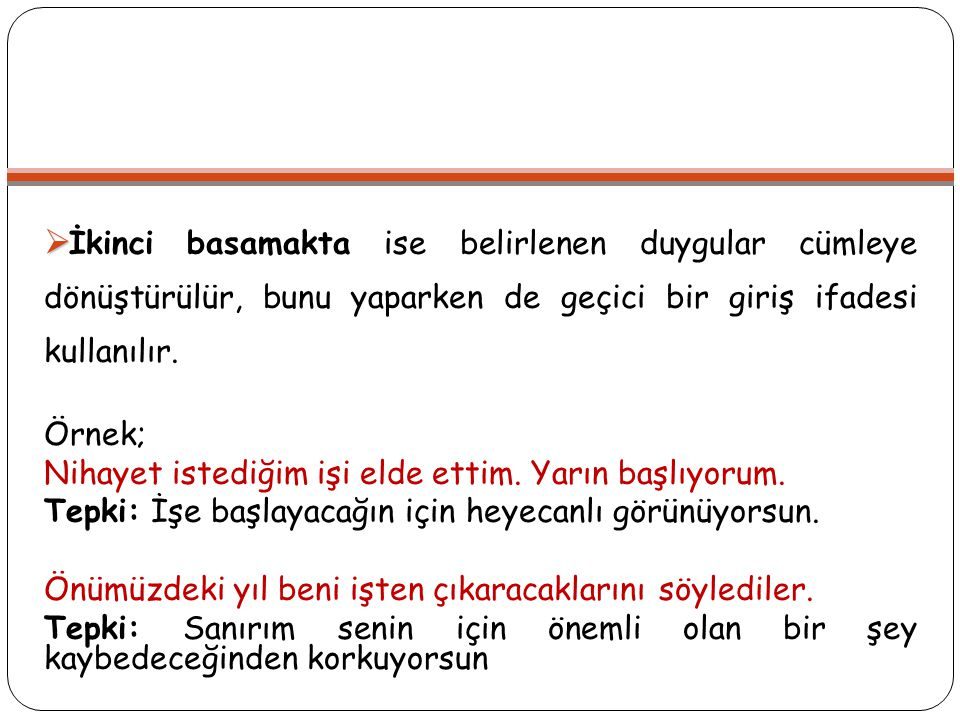 İkinci basamakta ise belirlenen duygular cümleye
dönüştürülür, bunu yaparken de geçici bir giriş ifadesi
kullanılır.
Örnek;
Nihayet istediğim işi elde ettim. Yarın başlıyorum.
Tepki: İşe başlayacağın için heyecanlı görünüyorsun.
Önümüzdeki yıl beni işten çıkaracaklarını söylediler.
Tepki: Sanırım senin için önemli olan bir şey
kaybedeceğinden korkuyorsun